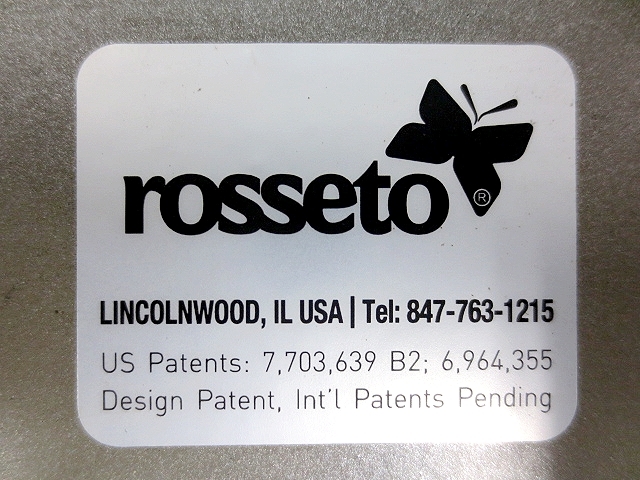 rosseto®
LINCOLNWOOD, IL USA | Tel: 847-763-1215
US Patents: 7,703,639 B2; 6,964,355
Design Patent, Int'l Patents Pending